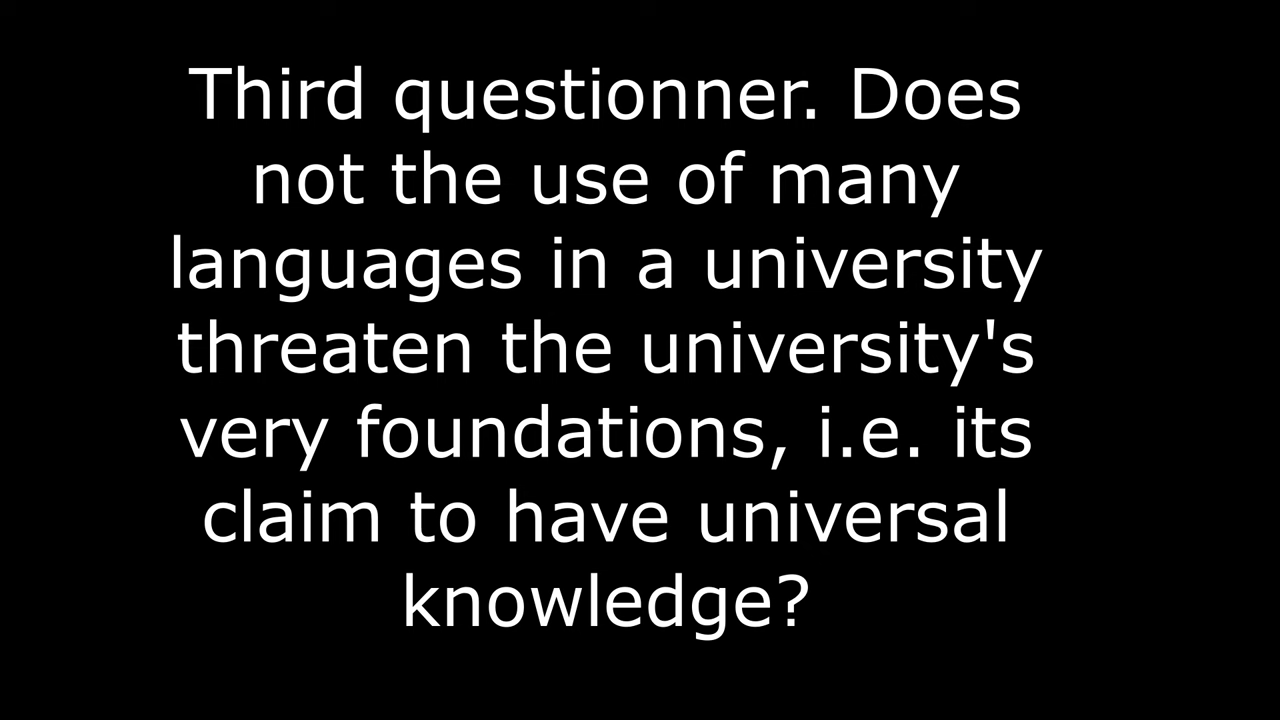 Third questionner. Does
not the use of many
languages in a university
threaten the university's
very foundations, i.e. its
claim to have universal
knowledge?